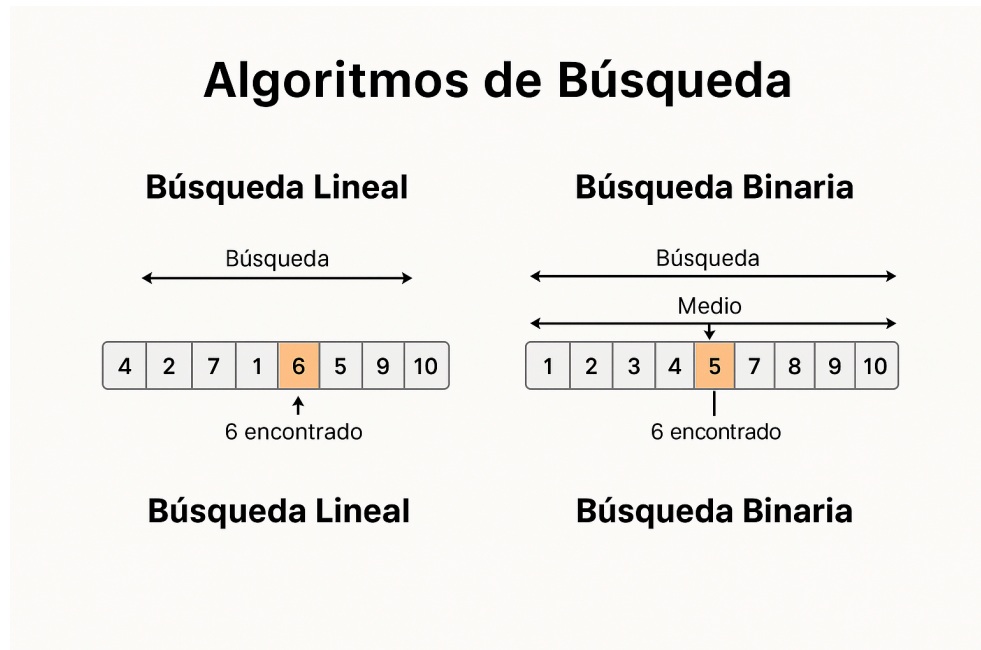 Algoritmos de Búsqueda
Búsqueda Lineal
Búsqueda
4 2 7 1 6 5 9 10
6 encontrado
Búsqueda Lineal
Búsqueda Binaria
Búsqueda
Medio
1 2 3 4 5 7 8 9 10
6 encontrado
Búsqueda Binaria